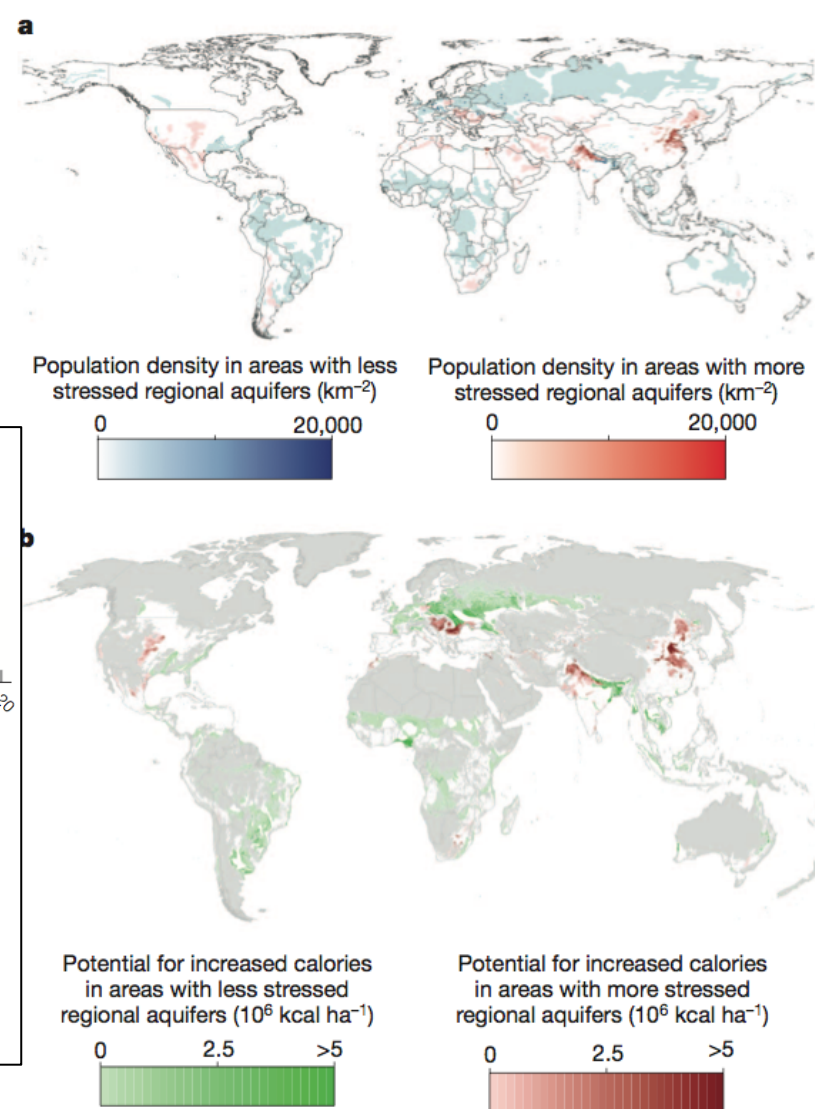 a
Population density in areas with less
stressed regional aquifers (km⁻²)
0 20,000
Population density in areas with more
stressed regional aquifers (km⁻²)
0 20,000
b
Potential for increased calories
in areas with less stressed
regional aquifers (10⁶ kcal ha⁻¹)
0 2.5 >5
Potential for increased calories
in areas with more stressed
regional aquifers (10⁶ kcal ha⁻¹)
0 2.5 >5